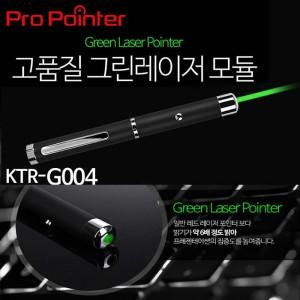 Pro Pointer
Green Laser Pointer
고품질 그린레이저 모듈
KTR-G004
Green Laser Pointer
일반 레드 레이저 포인터 보다
밝기가 약 6배 정도 밝아
프레젠테이션의 집중도를 높여줍니다.